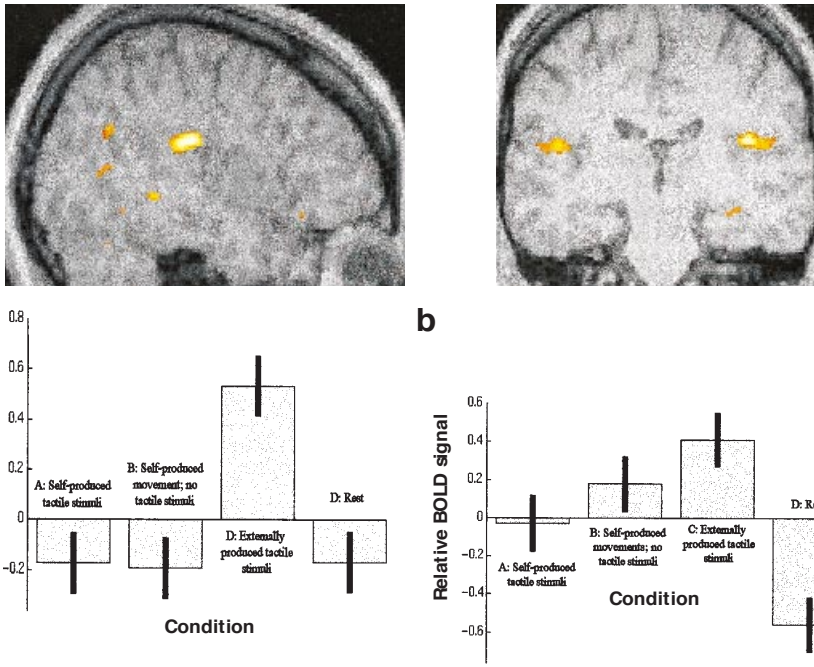 b
0.8
0.6
0.4
0.2
0
−0.2
A: Self-produced
tactile stimuli
B: Self-produced
movement; no
tactile stimuli
D: Externally
produced tactile
stimuli
D: Rest
Condition
Relative BOLD signal
0.6
0.4
0.2
0
−0.2
−0.4
−0.6
A: Self-produced
tactile stimuli
B: Self-produced
movements; no
tactile stimuli
C: Externally
produced tactile
stimuli
D: R
Condition